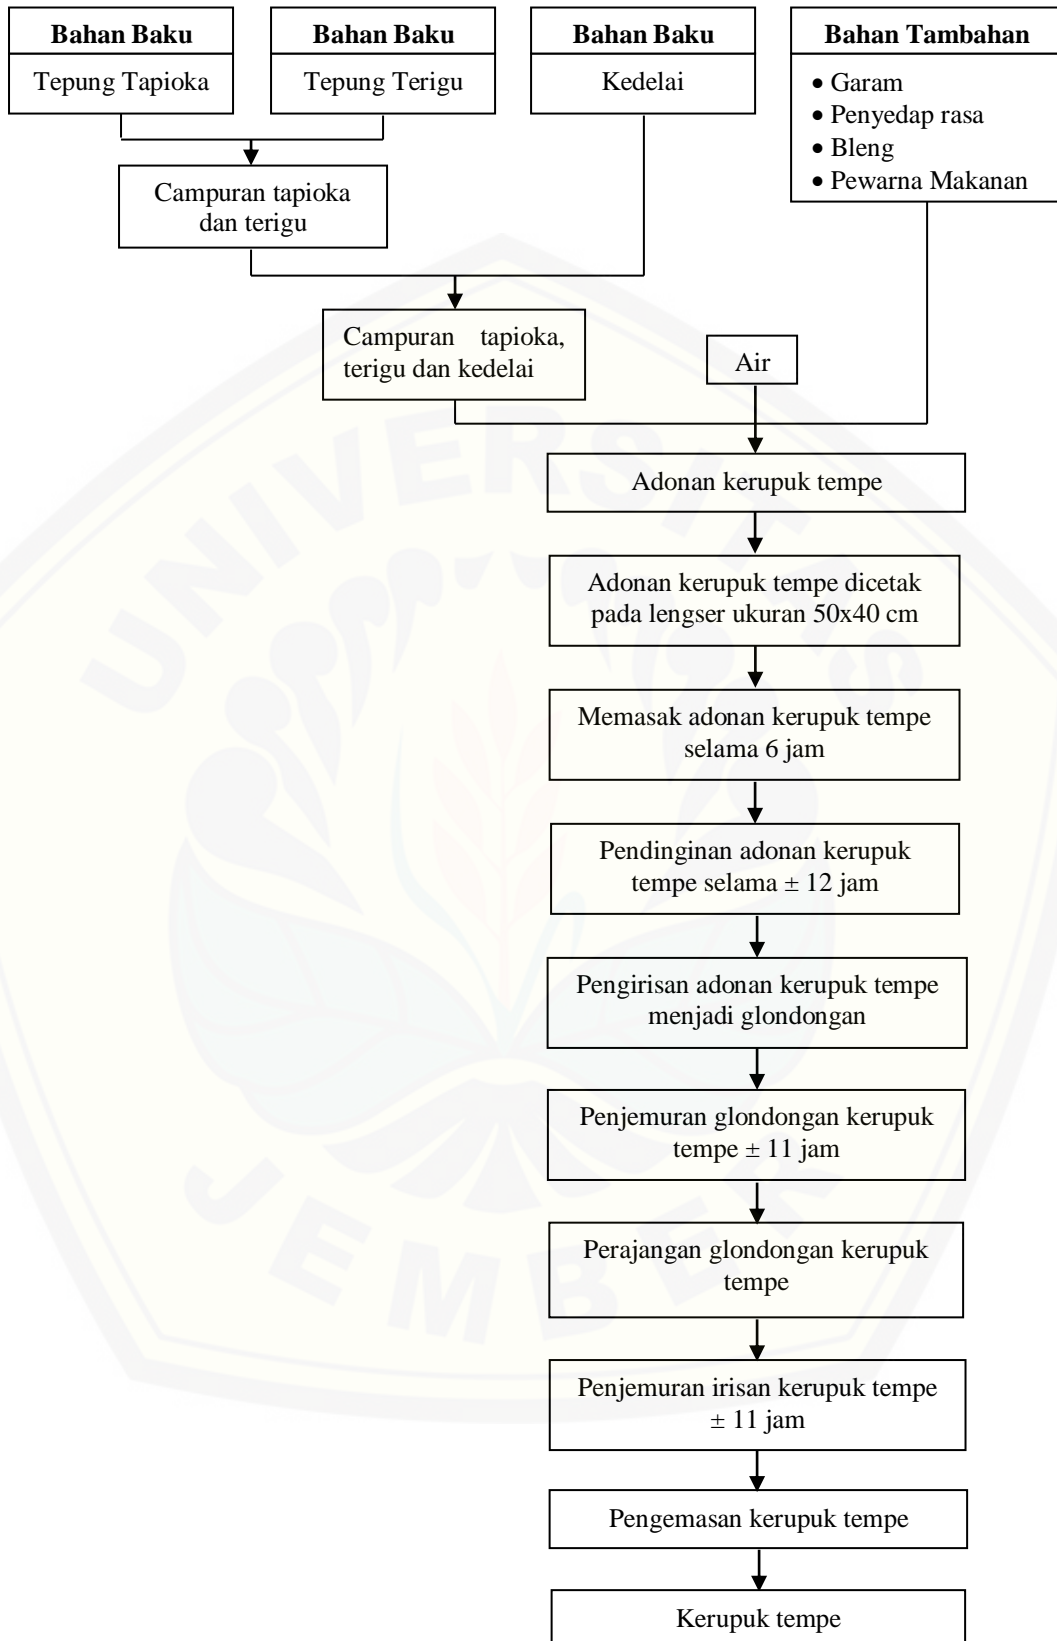 Bahan Baku
Tepung Tapioka
Bahan Baku
Tepung Terigu
Bahan Baku
Kedelai
Bahan Tambahan
• Garam
• Penyedap rasa
• Bleng
• Pewarna Makanan
Campuran tapioka
dan terigu
Campuran tapioka,
terigu dan kedelai
Air
Adonan kerupuk tempe
Adonan kerupuk tempe dicetak
pada lengser ukuran 50x40 cm
Memasak adonan kerupuk tempe
selama 6 jam
Pendinginan adonan kerupuk
tempe selama ± 12 jam
Pengirisan adonan kerupuk tempe
menjadi glondongan
Penjemuran glondongan kerupuk
tempe ± 11 jam
Perajangan glondongan kerupuk
tempe
Penjemuran irisan kerupuk tempe
± 11 jam
Pengemasan kerupuk tempe
Kerupuk tempe
UNIVERSITAS
JEMBER